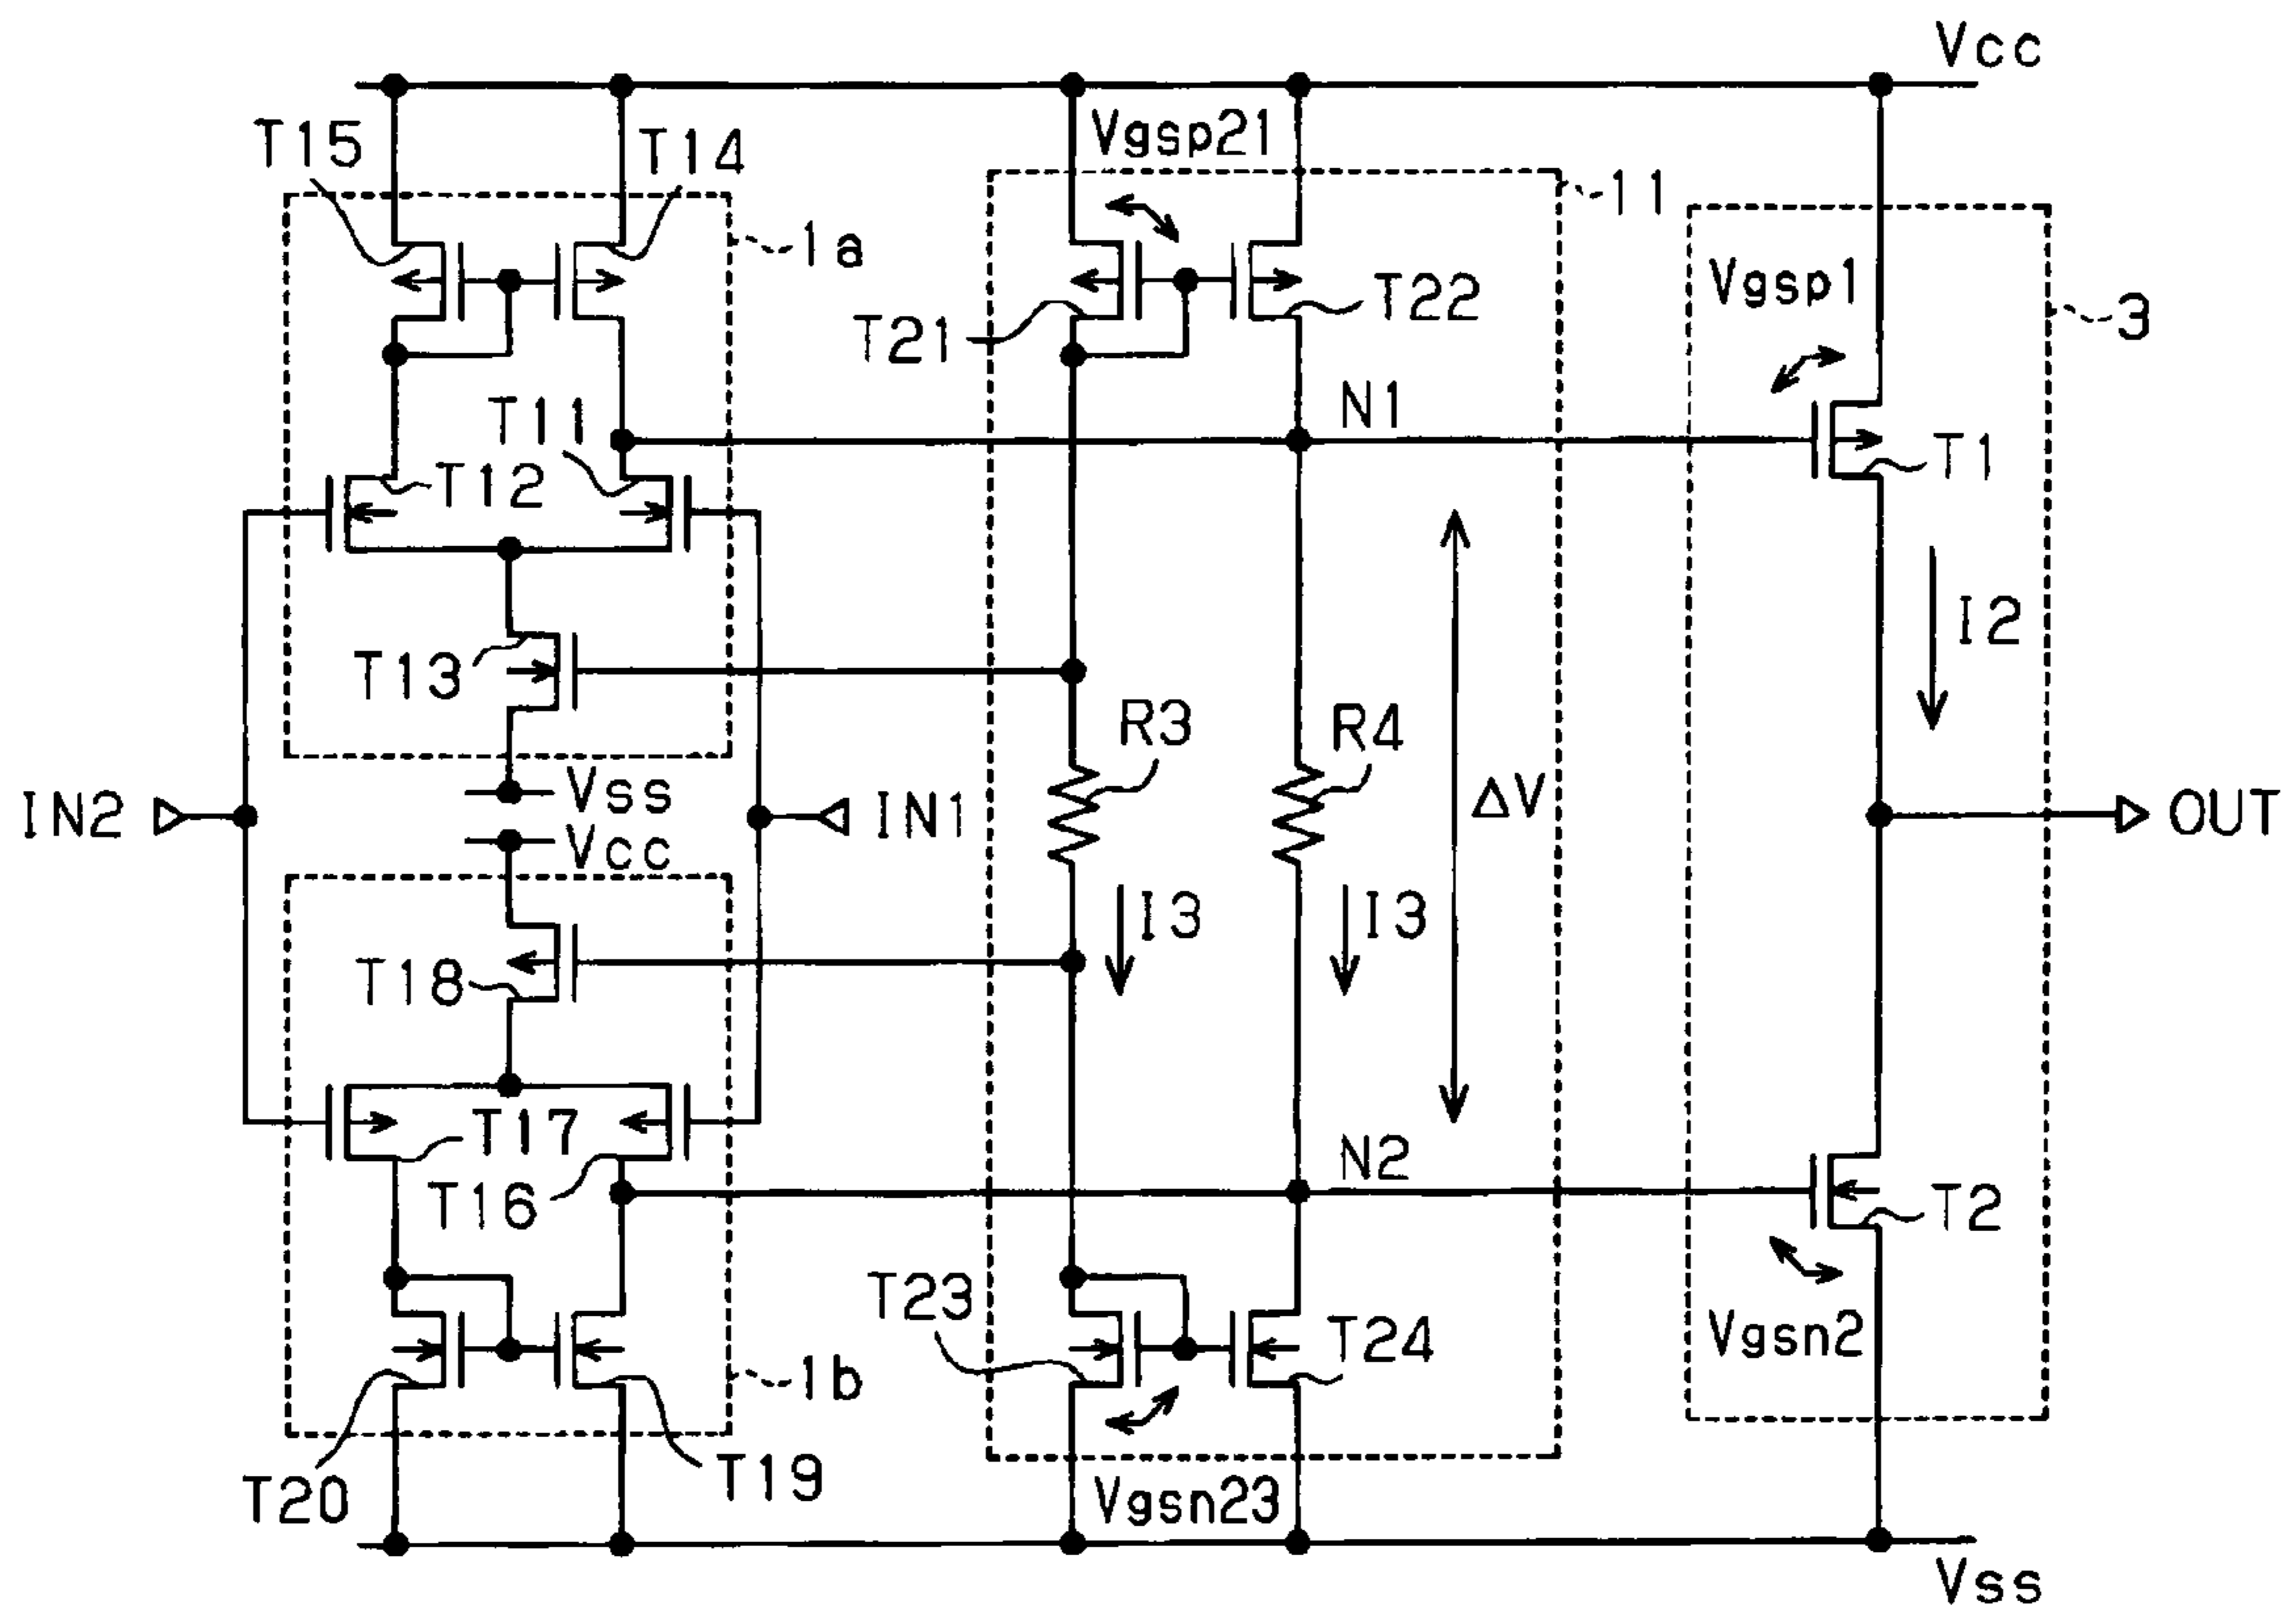 Vcc
T15
T14
Vgsp21
11
1a
Vgsp1
3
T21
T22
N1
T11
T12
T1
T13
I2
R3
R4
Vss
IN2
IN1
ΔV
OUT
Vcc
I3
I3
T18
T17
N2
T16
T2
T23
T24
Vgsn2
1b
T20
T19
Vgsn23
Vss